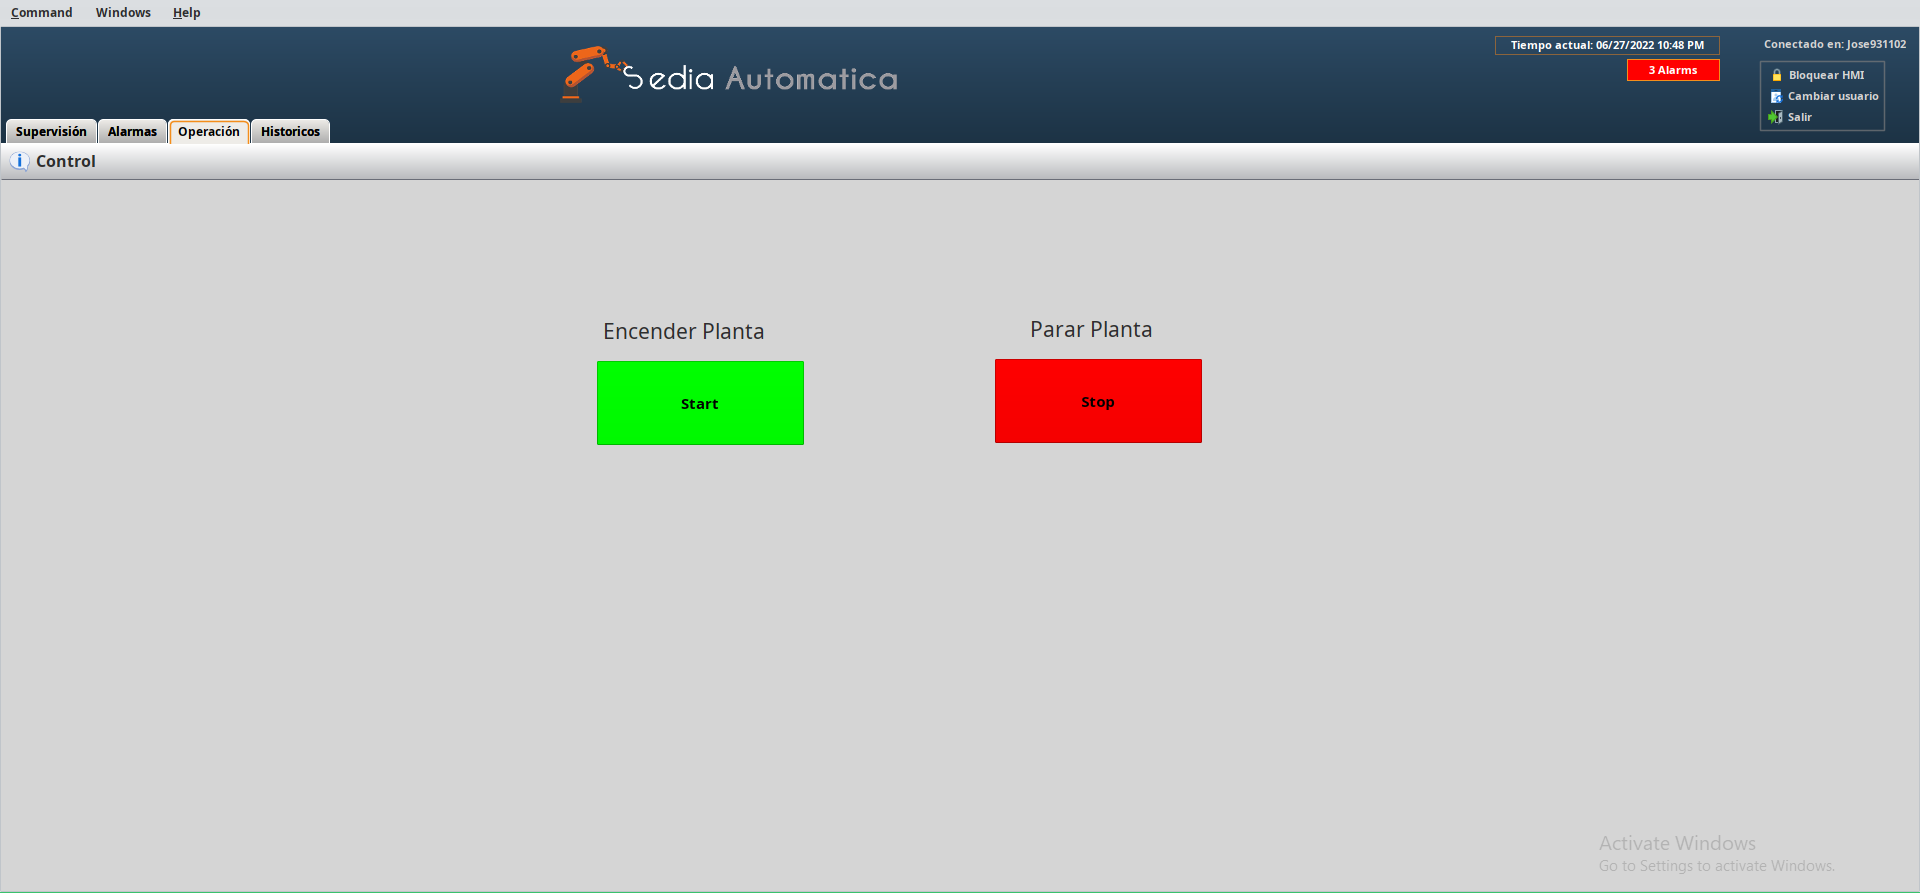 Command Windows Help
Sedia Automatica
Tiempo actual: 06/27/2022 10:48 PM
3 Alarms
Conectado en: Jose931102
Bloquear HMI
Cambiar usuario
Salir
Supervisión Alarmas Operación Historicos
Control
Encender Planta
Start
Parar Planta
Stop
Activate Windows
Go to Settings to activate Windows.